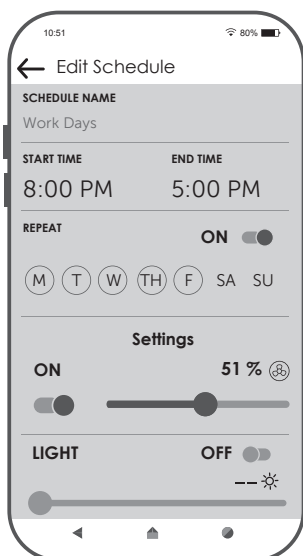 10:51 80%
Edit Schedule
SCHEDULE NAME
Work Days
START TIME END TIME
8:00 PM 5:00 PM
REPEAT ON
M T W TH F SA SU
Settings
ON 51 %
LIGHT OFF
--